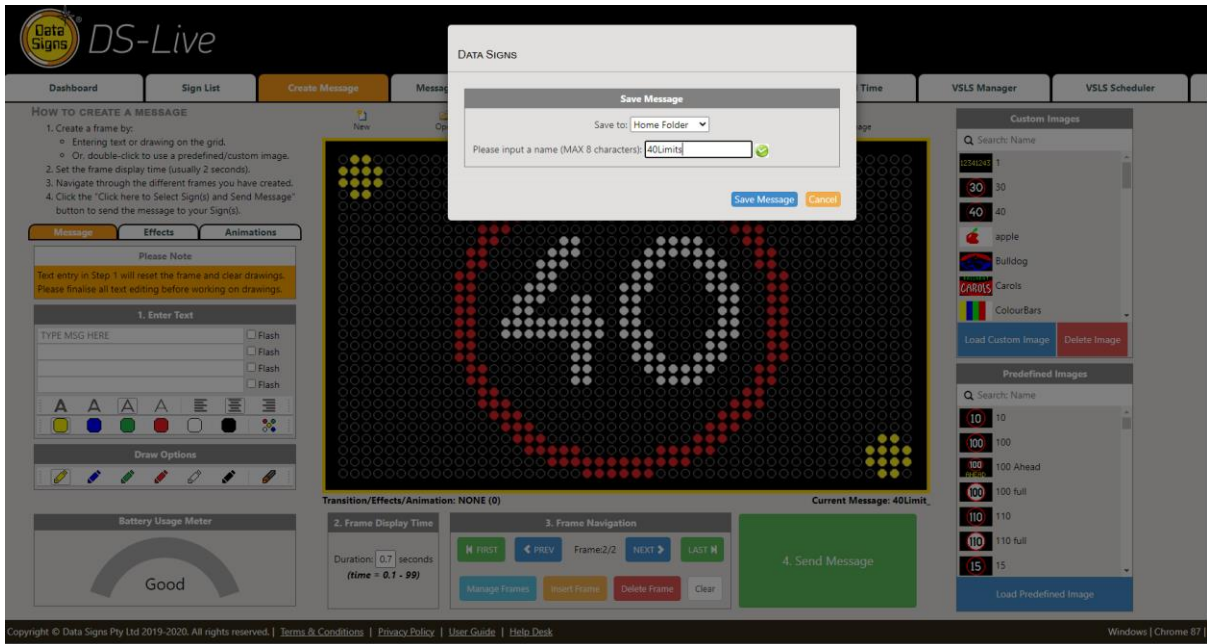 Data Signs
DS-Live
DATA SIGNS
Save Message
Save to: Home Folder
Please input a name (MAX 8 characters): 40Limits
Save Message Cancel
Dashboard Sign List Create Message Time VSLS Manager VSLS Scheduler
HOW TO CREATE A MESSAGE
1. Create a frame by:
Entering text or drawing on the grid.
Or, double-click to use a predefined/custom image.
2. Set the frame display time (usually 2 seconds).
3. Navigate through the different frames you have created.
4. Click the "Click here to Select Sign(s) and Send Message"
button to send the message to your Sign(s).
Message Effects Animations
Please Note
Text entry in Step 1 will reset the frame and clear drawings.
Please finalise all text editing before working on drawings.
1. Enter Text
TYPE MSG HERE Flash
Flash
Flash
Flash
A A A A
Draw Options
Battery Usage Meter
Good
New
40
Transition/Effects/Animation: NONE (0) Current Message: 40Limit_
2. Frame Display Time
Duration: 0.7 seconds
(time = 0.1 - 99)
3. Frame Navigation
FIRST PREV Frame:2/2 NEXT LAST
Manage Frames Insert Frame Delete Frame Clear
4. Send Message
Custom Images
Search: Name
12341243 1
30 30
40 40
apple
Bulldog
CAROLS Carols
ColourBars
Load Custom Image Delete Image
Predefined Images
Search: Name
10 10
100 100
100 AHEAD 100 Ahead
100 100 full
110 110
110 110 full
15 15
Load Predefined Image
Copyright © Data Signs Pty Ltd 2019-2020. All rights reserved. | Terms & Conditions | Privacy Policy | User Guide | Help Desk Windows | Chrome 87 |